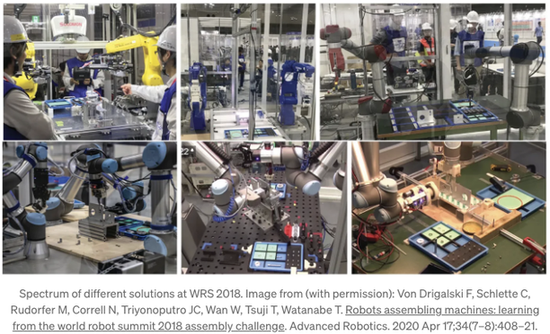 Spectrum of different solutions at WRS 2018. Image from (with permission): Von Drigalski F, Schlette C,
Rudorfer M, Correll N, Triyonoputro JC, Wan W, Tsuji T, Watanabe T. Robots assembling machines: learning
from the world robot summit 2018 assembly challenge. Advanced Robotics. 2020 Apr 17;34(7–8):408–21.